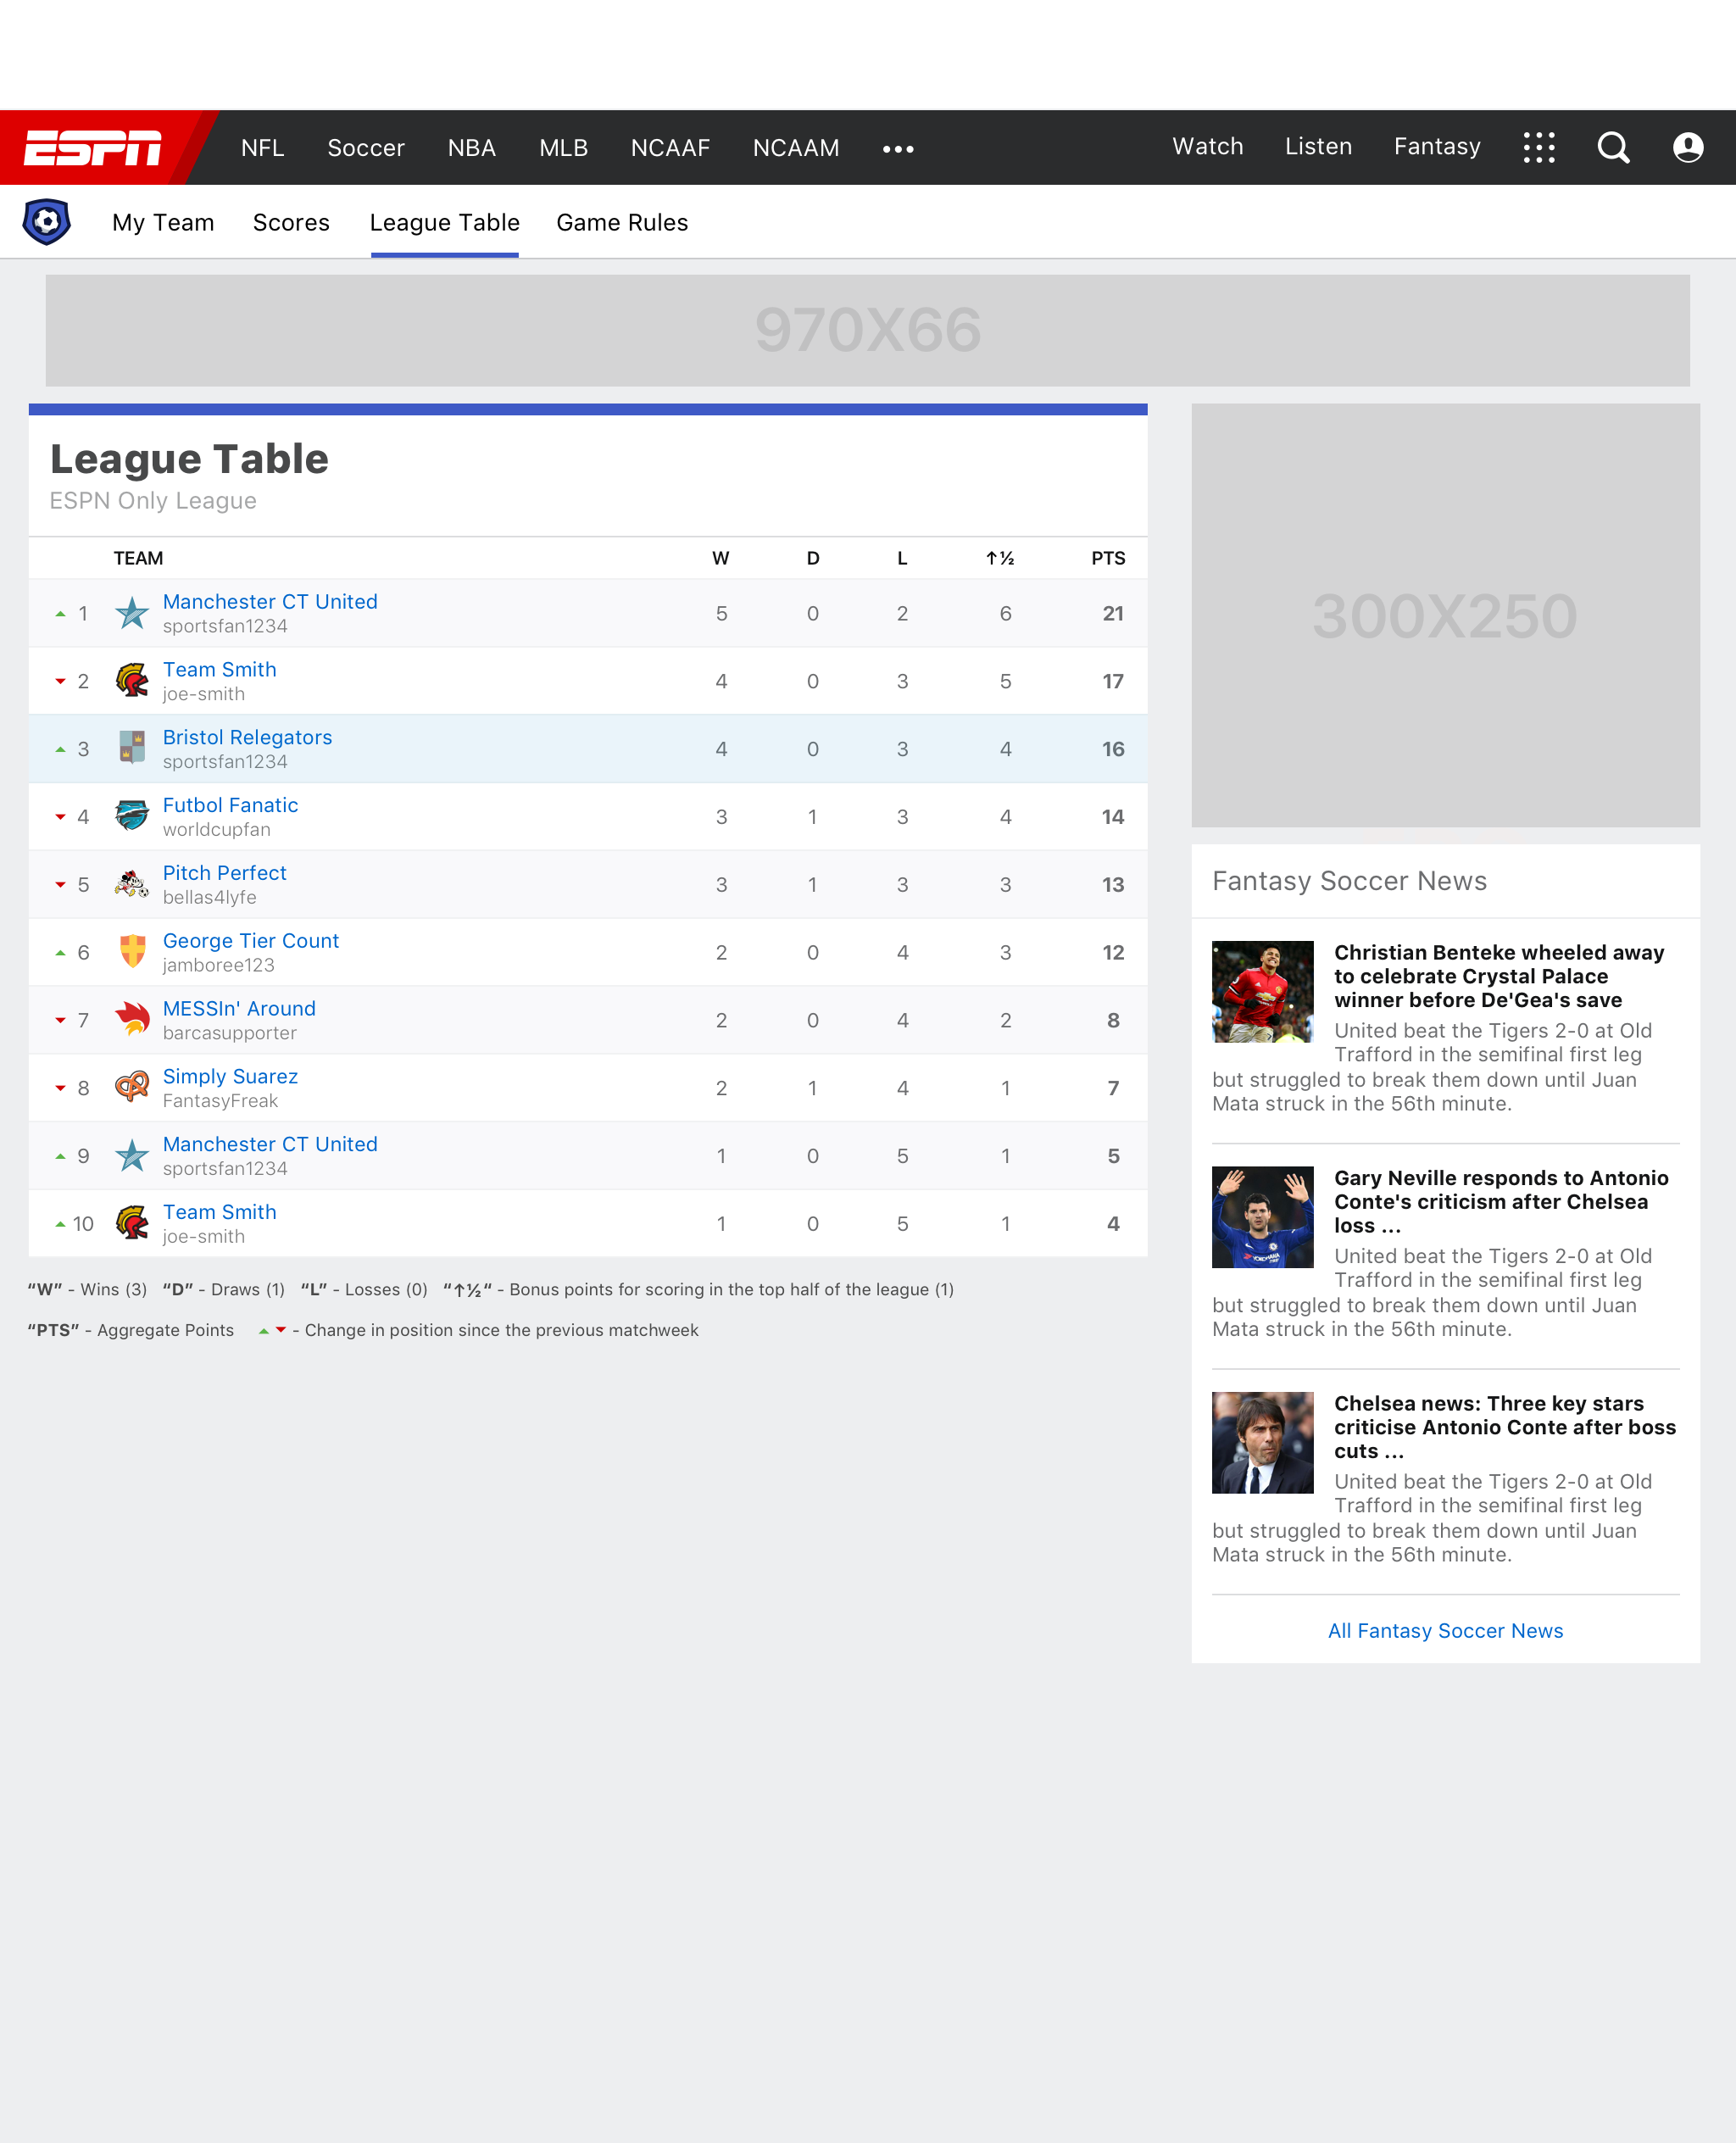 ESPN NFL Soccer NBA MLB NCAAF NCAAM ••• Watch Listen Fantasy
My Team Scores League Table Game Rules
970X66
League Table
ESPN Only League
TEAM W D L ↑½ PTS
1 Manchester CT United 5 0 2 6 21
sportsfan1234
2 Team Smith 4 0 3 5 17
joe-smith
3 Bristol Relegators 4 0 3 4 16
sportsfan1234
4 Futbol Fanatic 3 1 3 4 14
worldcupfan
5 Pitch Perfect 3 1 3 3 13
bellas4lyfe
6 George Tier Count 2 0 4 3 12
jamboree123
7 MESSIn' Around 2 0 4 2 8
barcasupporter
8 Simply Suarez 2 1 4 1 7
FantasyFreak
9 Manchester CT United 1 0 5 1 5
sportsfan1234
10 Team Smith 1 0 5 1 4
joe-smith
“W” - Wins (3) “D” - Draws (1) “L” - Losses (0) “↑½“ - Bonus points for scoring in the top half of the league (1)
“PTS” - Aggregate Points ▲▼ - Change in position since the previous matchweek
300X250
Fantasy Soccer News
Christian Benteke wheeled away
to celebrate Crystal Palace
winner before De'Gea's save
United beat the Tigers 2-0 at Old
Trafford in the semifinal first leg
but struggled to break them down until Juan
Mata struck in the 56th minute.
Gary Neville responds to Antonio
Conte's criticism after Chelsea
loss ...
United beat the Tigers 2-0 at Old
Trafford in the semifinal first leg
but struggled to break them down until Juan
Mata struck in the 56th minute.
Chelsea news: Three key stars
criticise Antonio Conte after boss
cuts ...
United beat the Tigers 2-0 at Old
Trafford in the semifinal first leg
but struggled to break them down until Juan
Mata struck in the 56th minute.
All Fantasy Soccer News